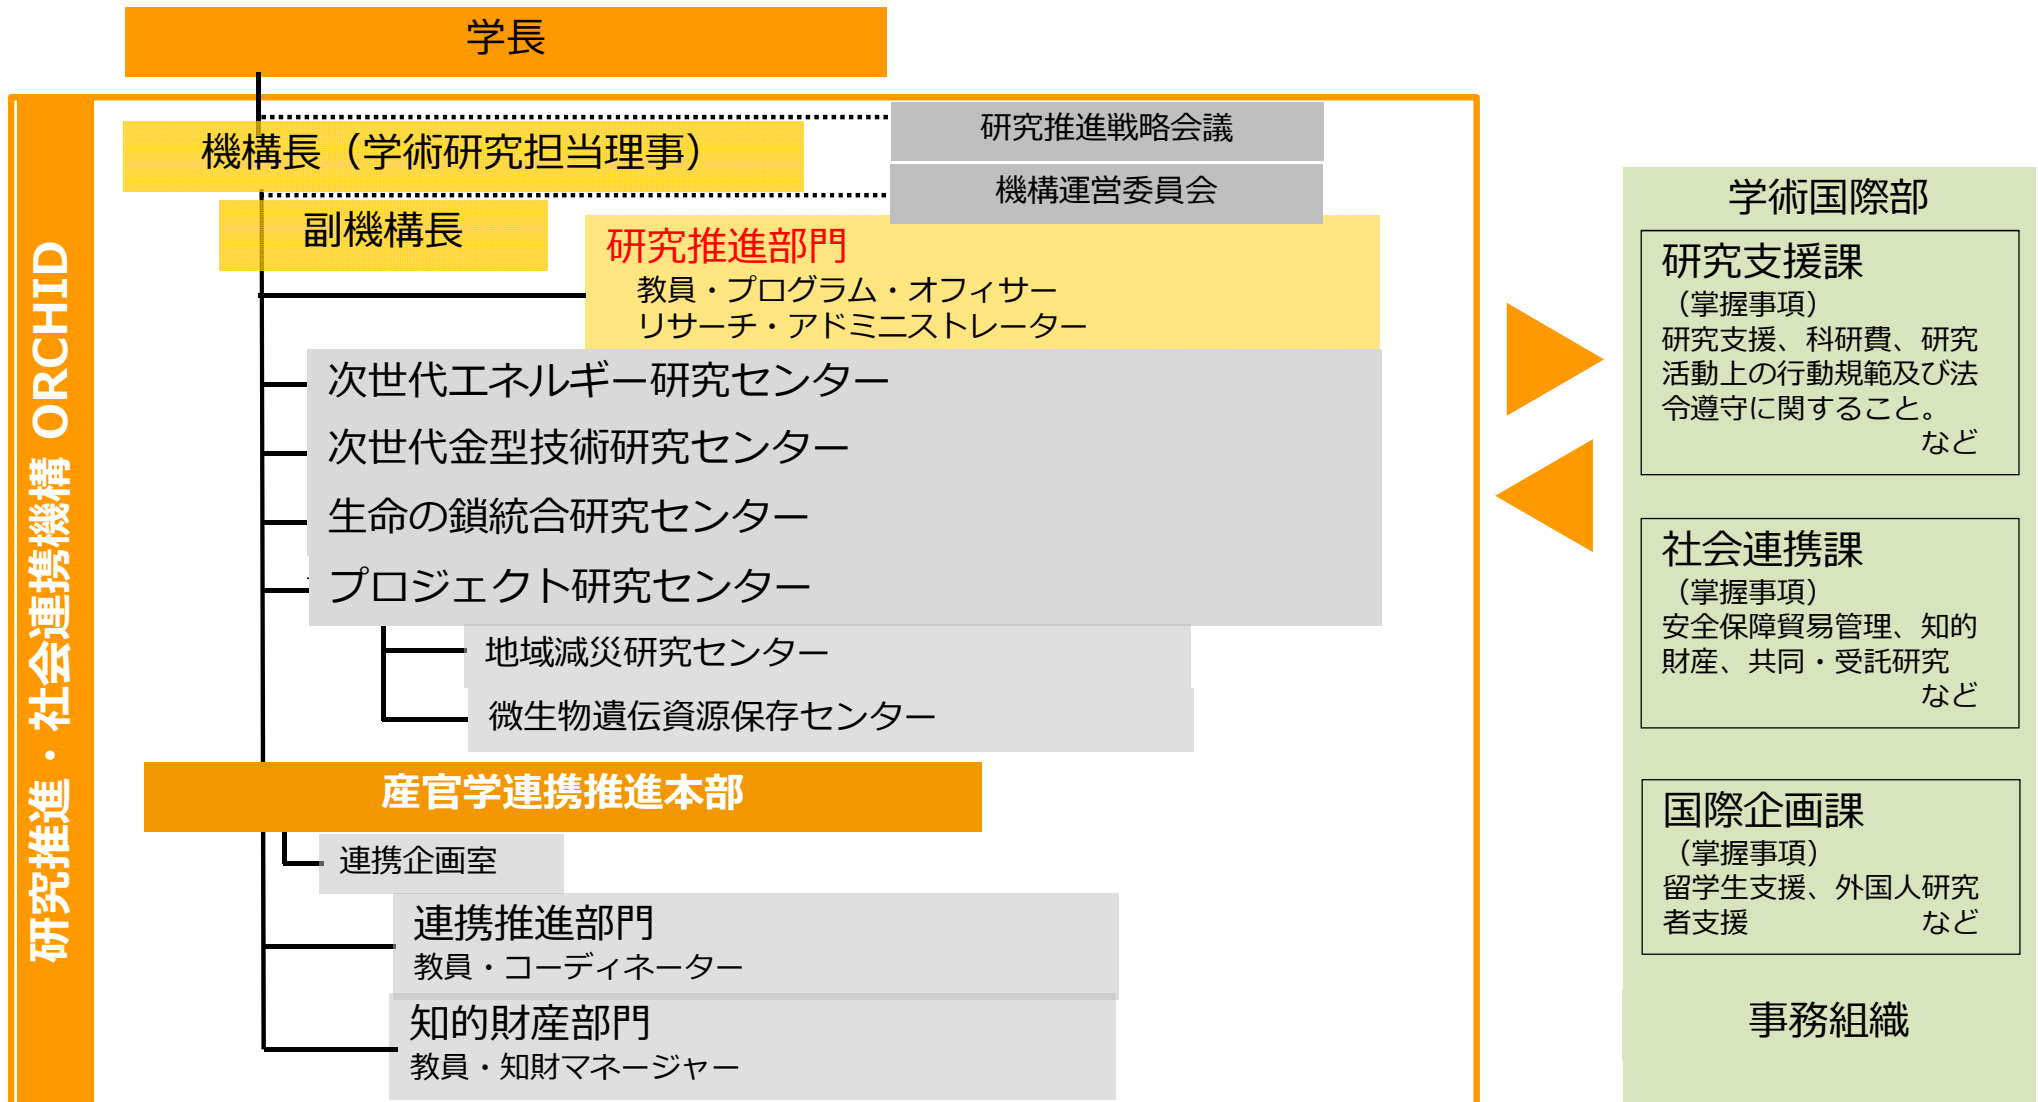 学長
研究推進・社会連携機構 ORCHID
機構長（学術研究担当理事）
研究推進戦略会議
機構運営委員会
副機構長
研究推進部門
教員・プログラム・オフィサー
リサーチ・アドミニストレーター
次世代エネルギー研究センター
次世代金型技術研究センター
生命の鎖統合研究センター
プロジェクト研究センター
地域減災研究センター
微生物遺伝資源保存センター
産官学連携推進本部
連携企画室
連携推進部門
教員・コーディネーター
知的財産部門
教員・知財マネージャー
学術国際部
研究支援課
（掌握事項）
研究支援、科研費、研究
活動上の行動規範及び法
令遵守に関すること。
など
社会連携課
（掌握事項）
安全保障貿易管理、知的
財産、共同・受託研究
など
国際企画課
（掌握事項）
留学生支援、外国人研究
者支援 など
事務組織